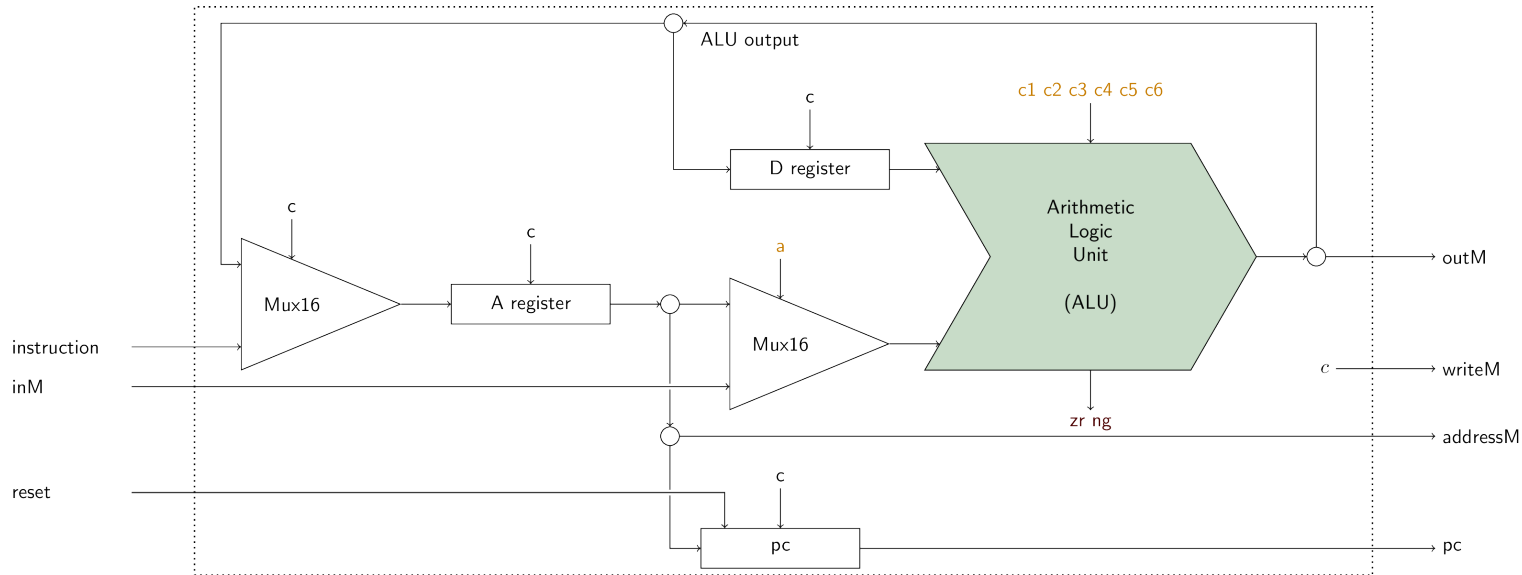 ALU output
c1 c2 c3 c4 c5 c6
c
D register
Arithmetic
Logic
Unit
(ALU)
c
c
a
Mux16
A register
Mux16
outM
instruction
inM
c
writeM
zr ng
addressM
reset
c
pc
pc